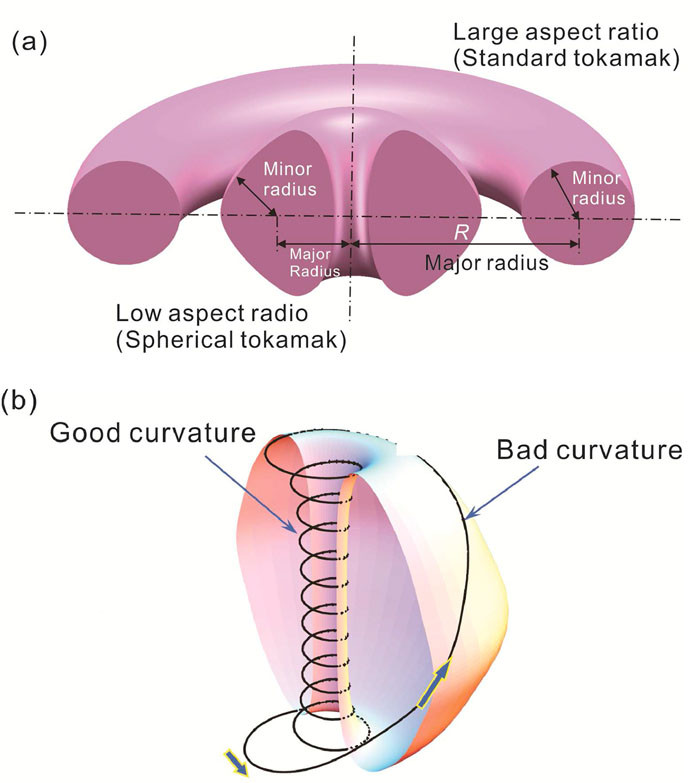 (a)
Large aspect ratio
(Standard tokamak)
Minor
radius
Minor
radius
R
Major
Radius
Major radius
Low aspect radio
(Spherical tokamak)
(b)
Good curvature
Bad curvature